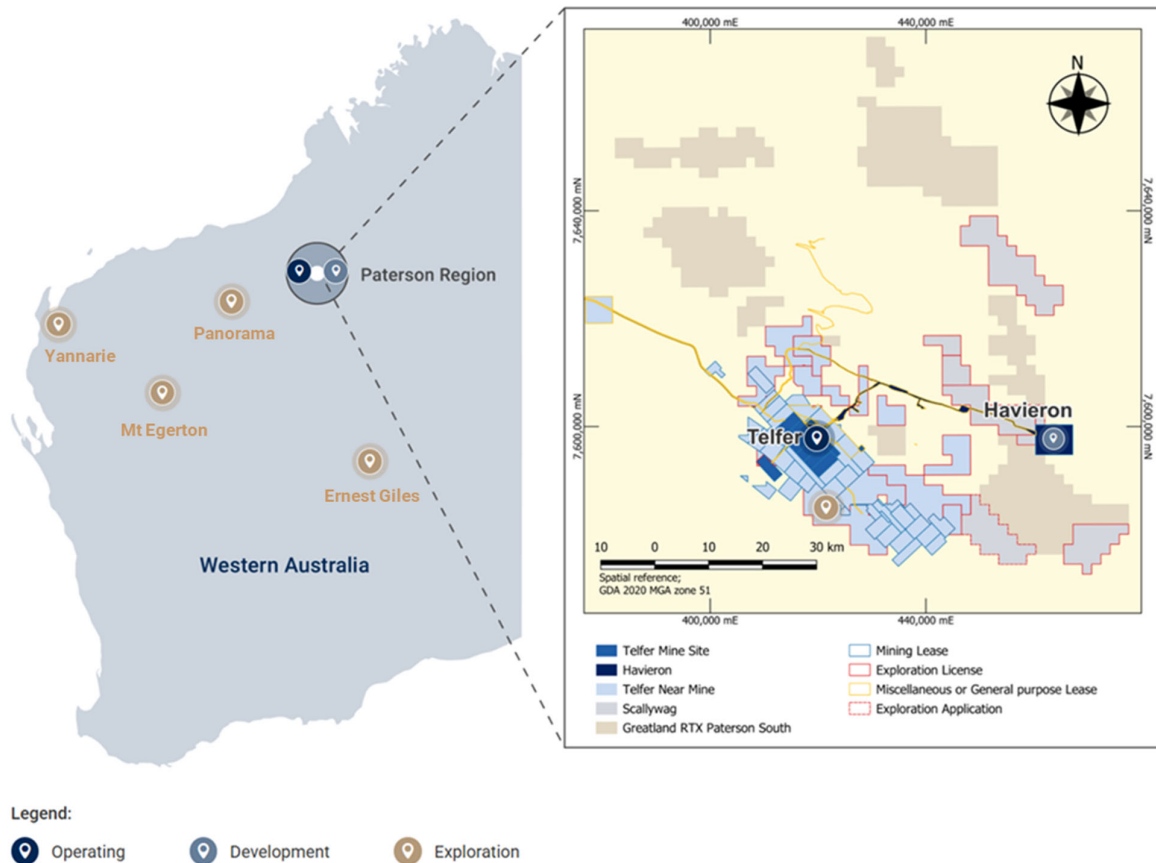 400,000 mE
440,000 mE
N
7,640,000 mN
7,640,000 mN
Paterson Region
Panorama
Yannarie
Mt Egerton
Ernest Giles
Western Australia
7,600,000 mN
7,600,000 mN
Havieron
Telfer
10 0 10 20 30 km
Spatial reference;
GDA 2020 MGA zone 51
400,000 mE
440,000 mE
Telfer Mine Site
Havieron
Telfer Near Mine
Scallywag
Greatland RTX Paterson South
Mining Lease
Exploration License
Miscellaneous or General purpose Lease
Exploration Application
Legend:
Operating
Development
Exploration